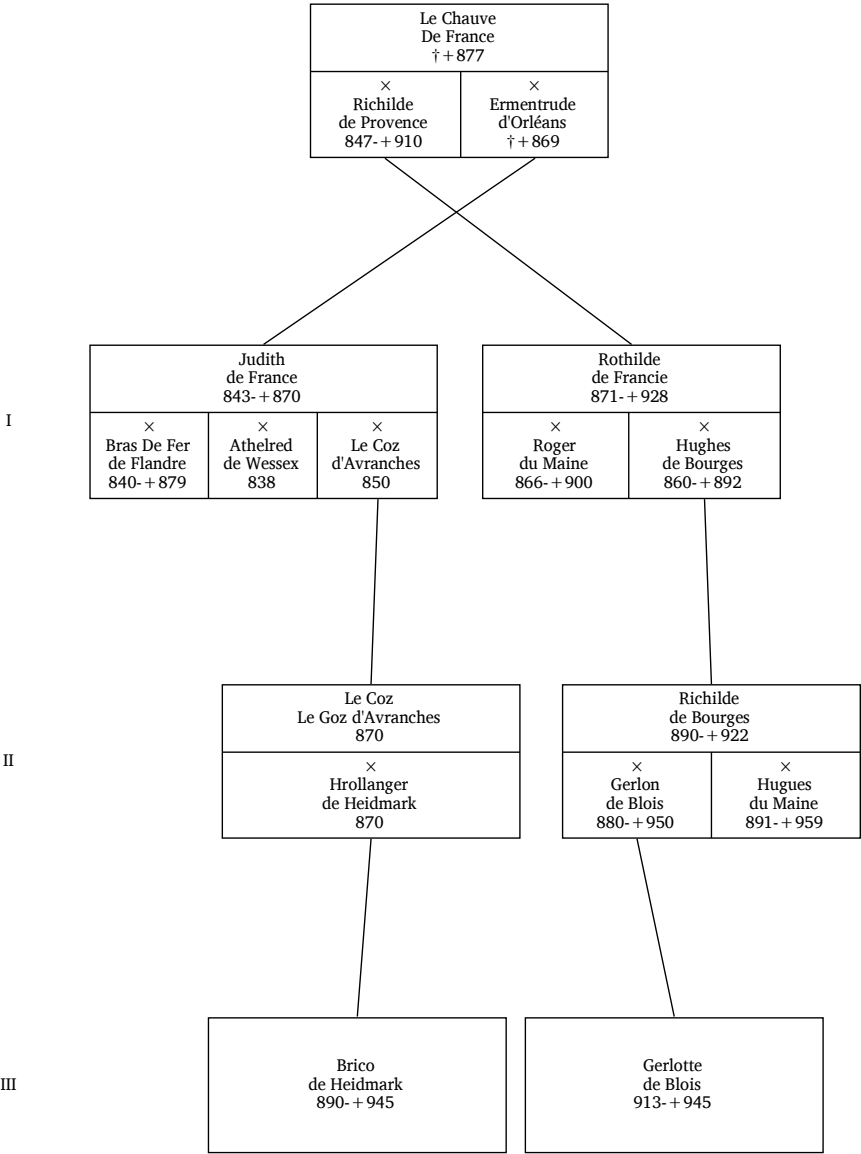 Le Chauve
De France
†+877
×
Richilde
de Provence
847-+910
×
Ermentrude
d'Orléans
†+869
I
Judith
de France
843-+870
×
Bras De Fer
de Flandre
840-+879
×
Athelred
de Wessex
838
×
Le Coz
d'Avranches
850
Rothilde
de Francie
871-+928
×
Roger
du Maine
866-+900
×
Hughes
de Bourges
860-+892
II
Le Coz
Le Goz d'Avranches
870
×
Hrollanger
de Heidmark
870
Richilde
de Bourges
890-+922
×
Gerlon
de Blois
880-+950
×
Hugues
du Maine
891-+959
III
Brico
de Heidmark
890-+945
Gerlotte
de Blois
913-+945